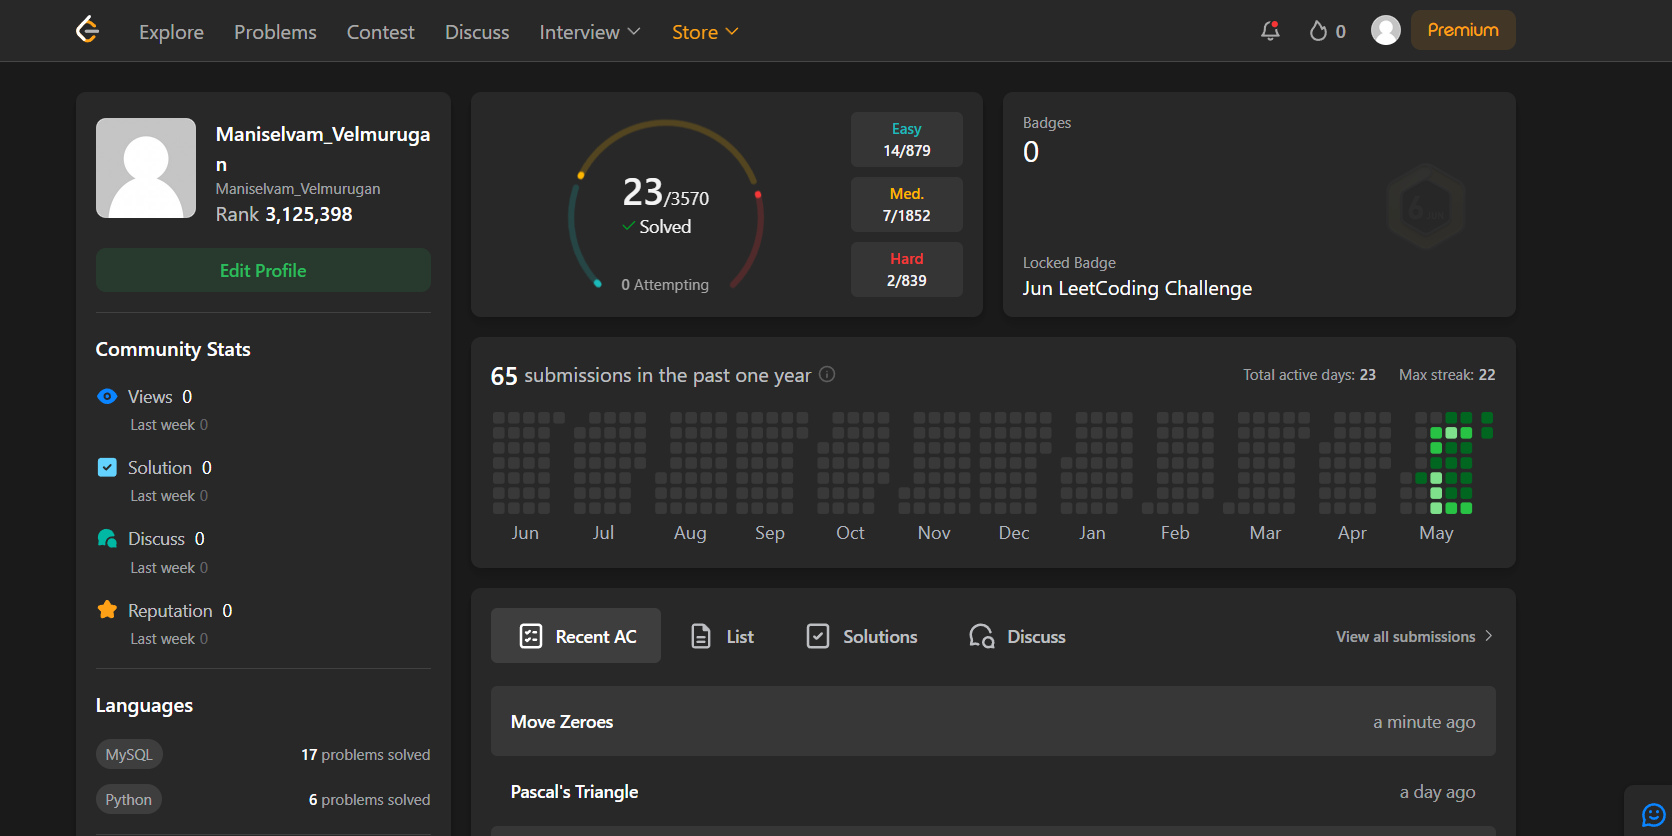 Explore Problems Contest Discuss Interview Store 0 Premium
Maniselvam_Velmuruga
n
Maniselvam_Velmurugan
Rank 3,125,398
Edit Profile
Community Stats
Views 0
Last week 0
Solution 0
Last week 0
Discuss 0
Last week 0
Reputation 0
Last week 0
Languages
MySQL 17 problems solved
Python 6 problems solved
23/3570
Solved
0 Attempting
Easy
14/879
Med.
7/1852
Hard
2/839
Badges
0
6 JUN
Locked Badge
Jun LeetCoding Challenge
65 submissions in the past one year Total active days: 23 Max streak: 22
Jun Jul Aug Sep Oct Nov Dec Jan Feb Mar Apr May
Recent AC List Solutions Discuss View all submissions
Move Zeroes a minute ago
Pascal's Triangle a day ago